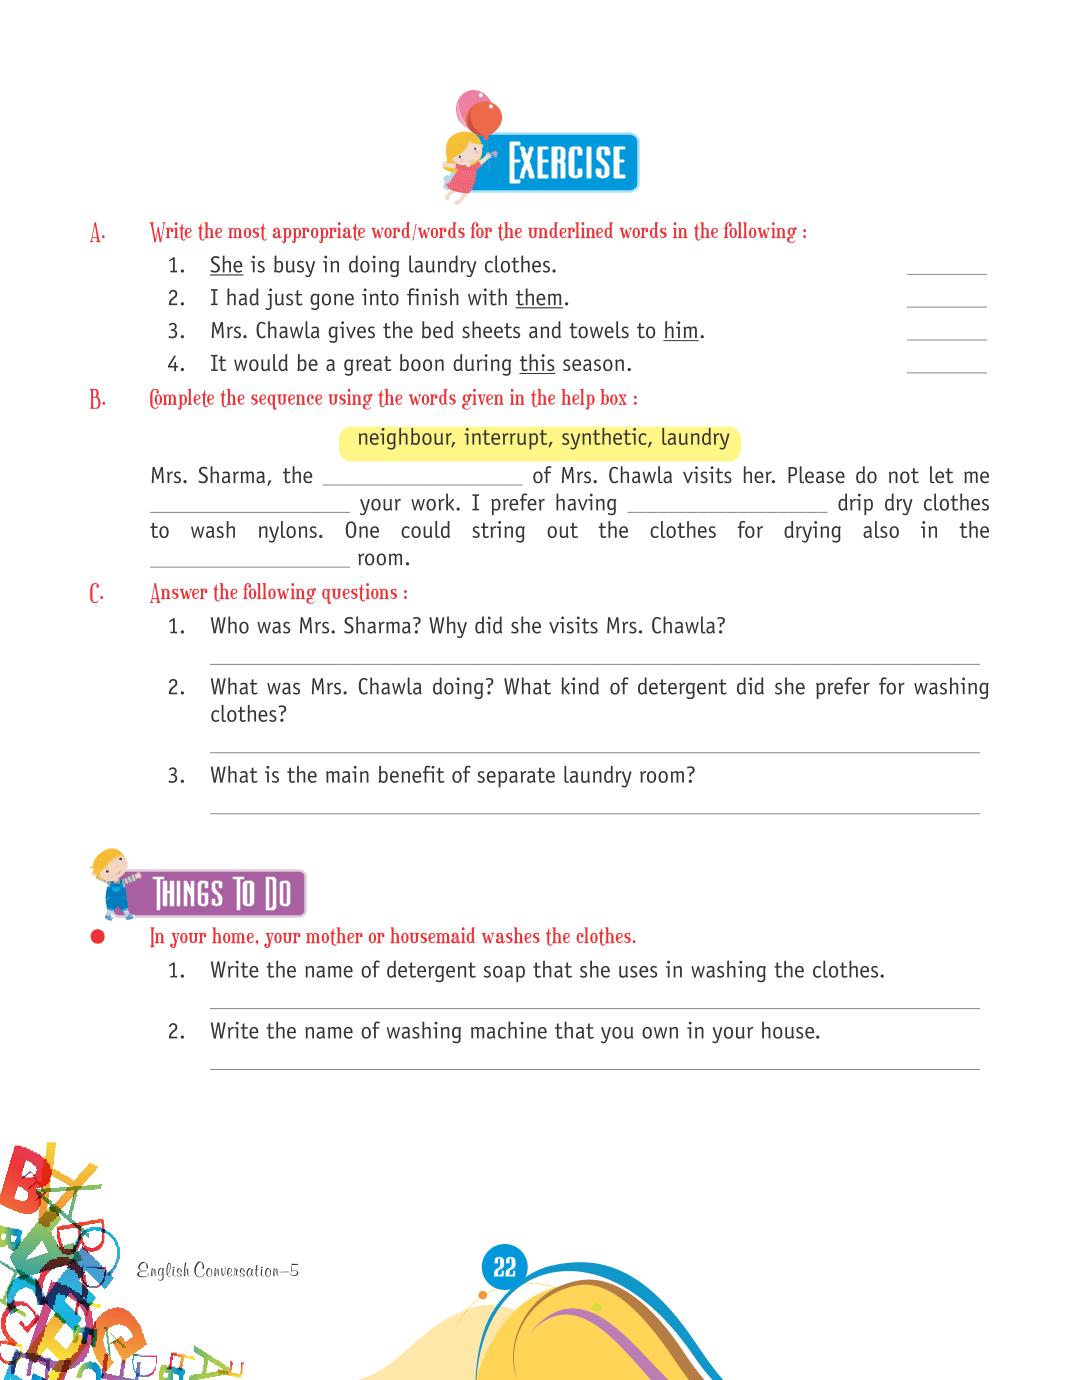 EXERCISE
A. Write the most appropriate word/words for the underlined words in the following :
1. She is busy in doing laundry clothes. ________
2. I had just gone into finish with them. ________
3. Mrs. Chawla gives the bed sheets and towels to him. ________
4. It would be a great boon during this season. ________
B. Complete the sequence using the words given in the help box :
neighbour, interrupt, synthetic, laundry
Mrs. Sharma, the ____________________ of Mrs. Chawla visits her. Please do not let me
____________________ your work. I prefer having ____________________ drip dry clothes
to wash nylons. One could string out the clothes for drying also in the
____________________ room.
C. Answer the following questions :
1. Who was Mrs. Sharma? Why did she visits Mrs. Chawla?
2. What was Mrs. Chawla doing? What kind of detergent did she prefer for washing
clothes?
3. What is the main benefit of separate laundry room?
THINGS TO DO
● In your home, your mother or housemaid washes the clothes.
1. Write the name of detergent soap that she uses in washing the clothes.
2. Write the name of washing machine that you own in your house.
English Conversation–5
22